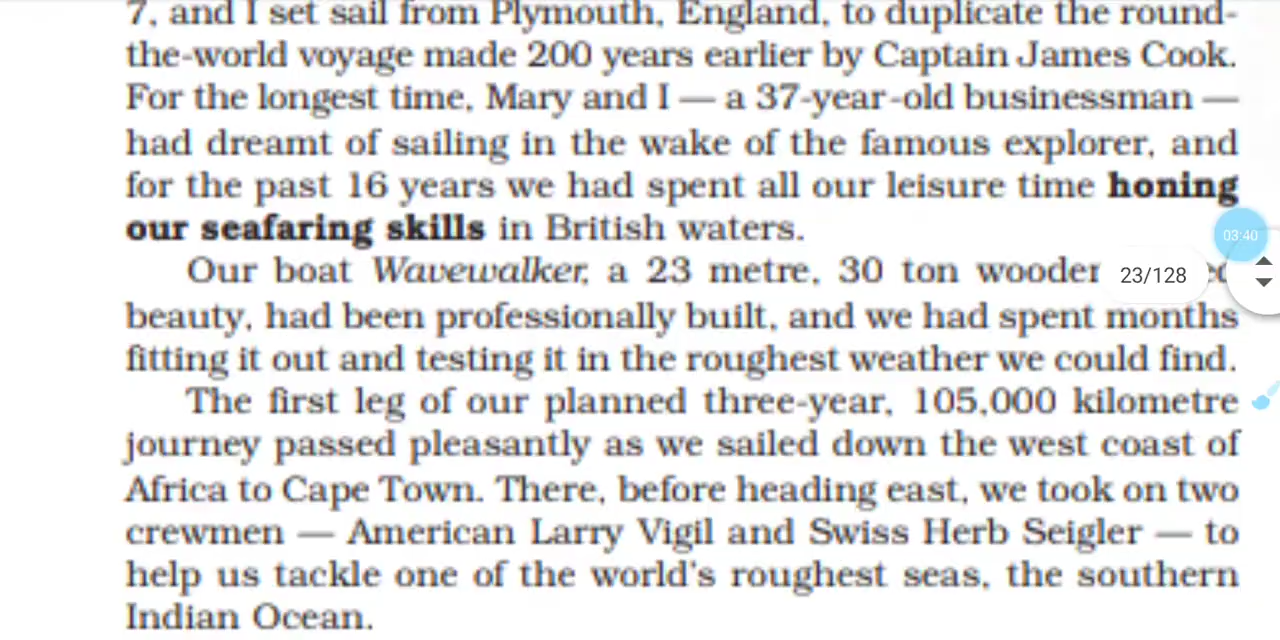 7, and I set sail from Plymouth, England, to duplicate the round-
the-world voyage made 200 years earlier by Captain James Cook.
For the longest time, Mary and I — a 37-year-old businessman —
had dreamt of sailing in the wake of the famous explorer, and
for the past 16 years we had spent all our leisure time honing
our seafaring skills in British waters.
03:40
Our boat Wavewalker, a 23 metre, 30 ton
23/128
beauty, had been professionally built, and we had spent months
fitting it out and testing it in the roughest weather we could find.
The first leg of our planned three-year, 105,000 kilometre
journey passed pleasantly as we sailed down the west coast of
Africa to Cape Town. There, before heading east, we took on two
crewmen — American Larry Vigil and Swiss Herb Seigler — to
help us tackle one of the world's roughest seas, the southern
Indian Ocean.